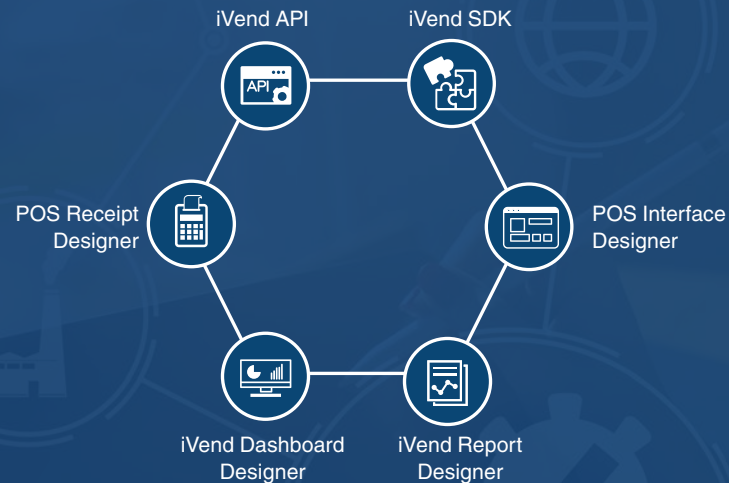 iVend API
iVend SDK
API
POS Receipt
Designer
POS Interface
Designer
iVend Dashboard
Designer
iVend Report
Designer